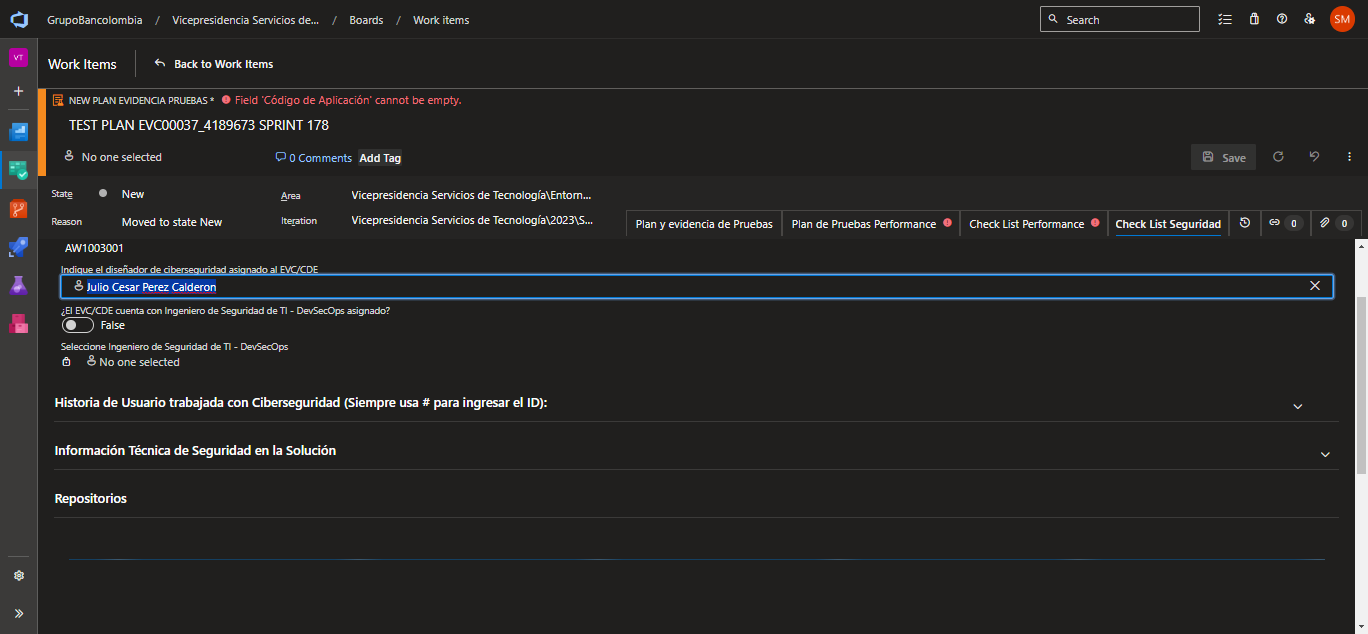 GrupoBancolombia / Vicepresidencia Servicios de... / Boards / Work items
Search
SM
VT
Work Items
Back to Work Items
NEW PLAN EVIDENCIA PRUEBAS * Field 'Código de Aplicación' cannot be empty.
TEST PLAN EVC00037_4189673 SPRINT 178
No one selected
0 Comments
Add Tag
Save
State
New
Area
Vicepresidencia Servicios de Tecnología\Entorn...
Reason
Moved to state New
Iteration
Vicepresidencia Servicios de Tecnología\2023\S...
Plan y evidencia de Pruebas
Plan de Pruebas Performance
Check List Performance
Check List Seguridad
0
0
AW1003001
Indique el diseñador de ciberseguridad asignado al EVC/CDE
Julio Cesar Perez Calderon
¿El EVC/CDE cuenta con Ingeniero de Seguridad de TI - DevSecOps asignado?
False
Seleccione Ingeniero de Seguridad de TI - DevSecOps
No one selected
Historia de Usuario trabajada con Ciberseguridad (Siempre usa # para ingresar el ID):
Información Técnica de Seguridad en la Solución
Repositorios